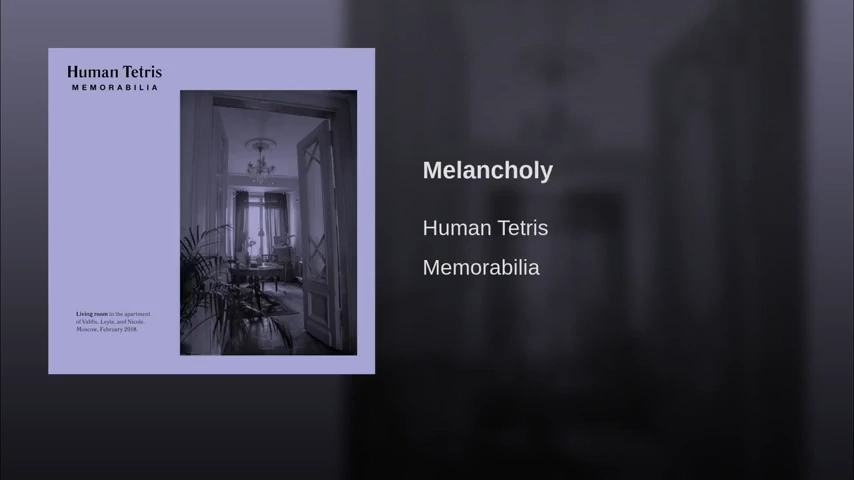 Human Tetris
MEMORABILIA
Living room in the apartment
of Valdis, Leyla, and Nicole.
Moscow, February 2018.
Melancholy
Human Tetris
Memorabilia